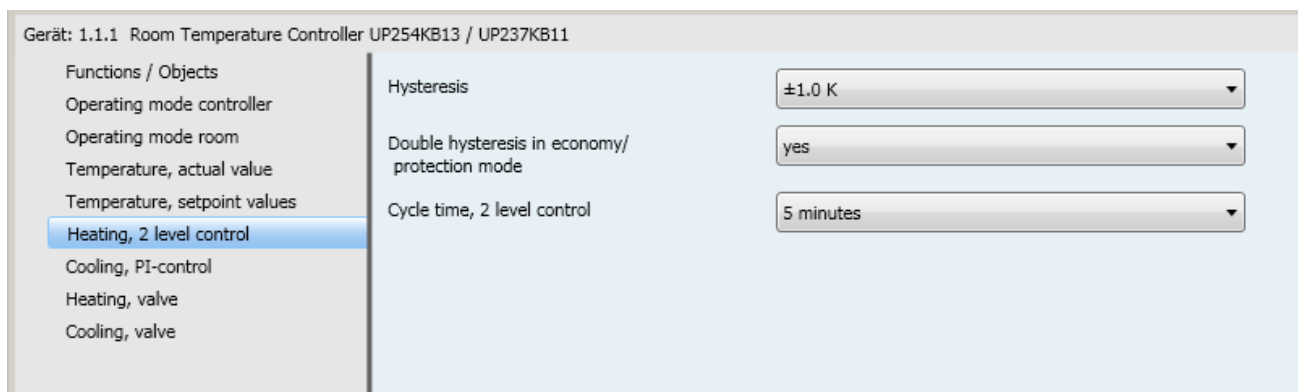 Gerät: 1.1.1 Room Temperature Controller UP254KB13 / UP237KB11
Functions / Objects
Operating mode controller
Operating mode room
Temperature, actual value
Temperature, setpoint values
Heating, 2 level control
Cooling, PI-control
Heating, valve
Cooling, valve
Hysteresis
±1.0 K
Double hysteresis in economy/
protection mode
yes
Cycle time, 2 level control
5 minutes